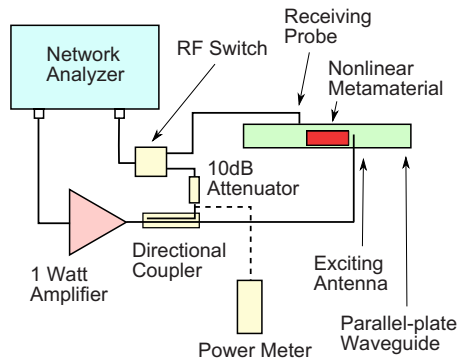 Network
Analyzer
RF Switch
Receiving
Probe
Nonlinear
Metamaterial
10dB
Attenuator
Directional
Coupler
1 Watt
Amplifier
Exciting
Antenna
Power Meter
Parallel-plate
Waveguide